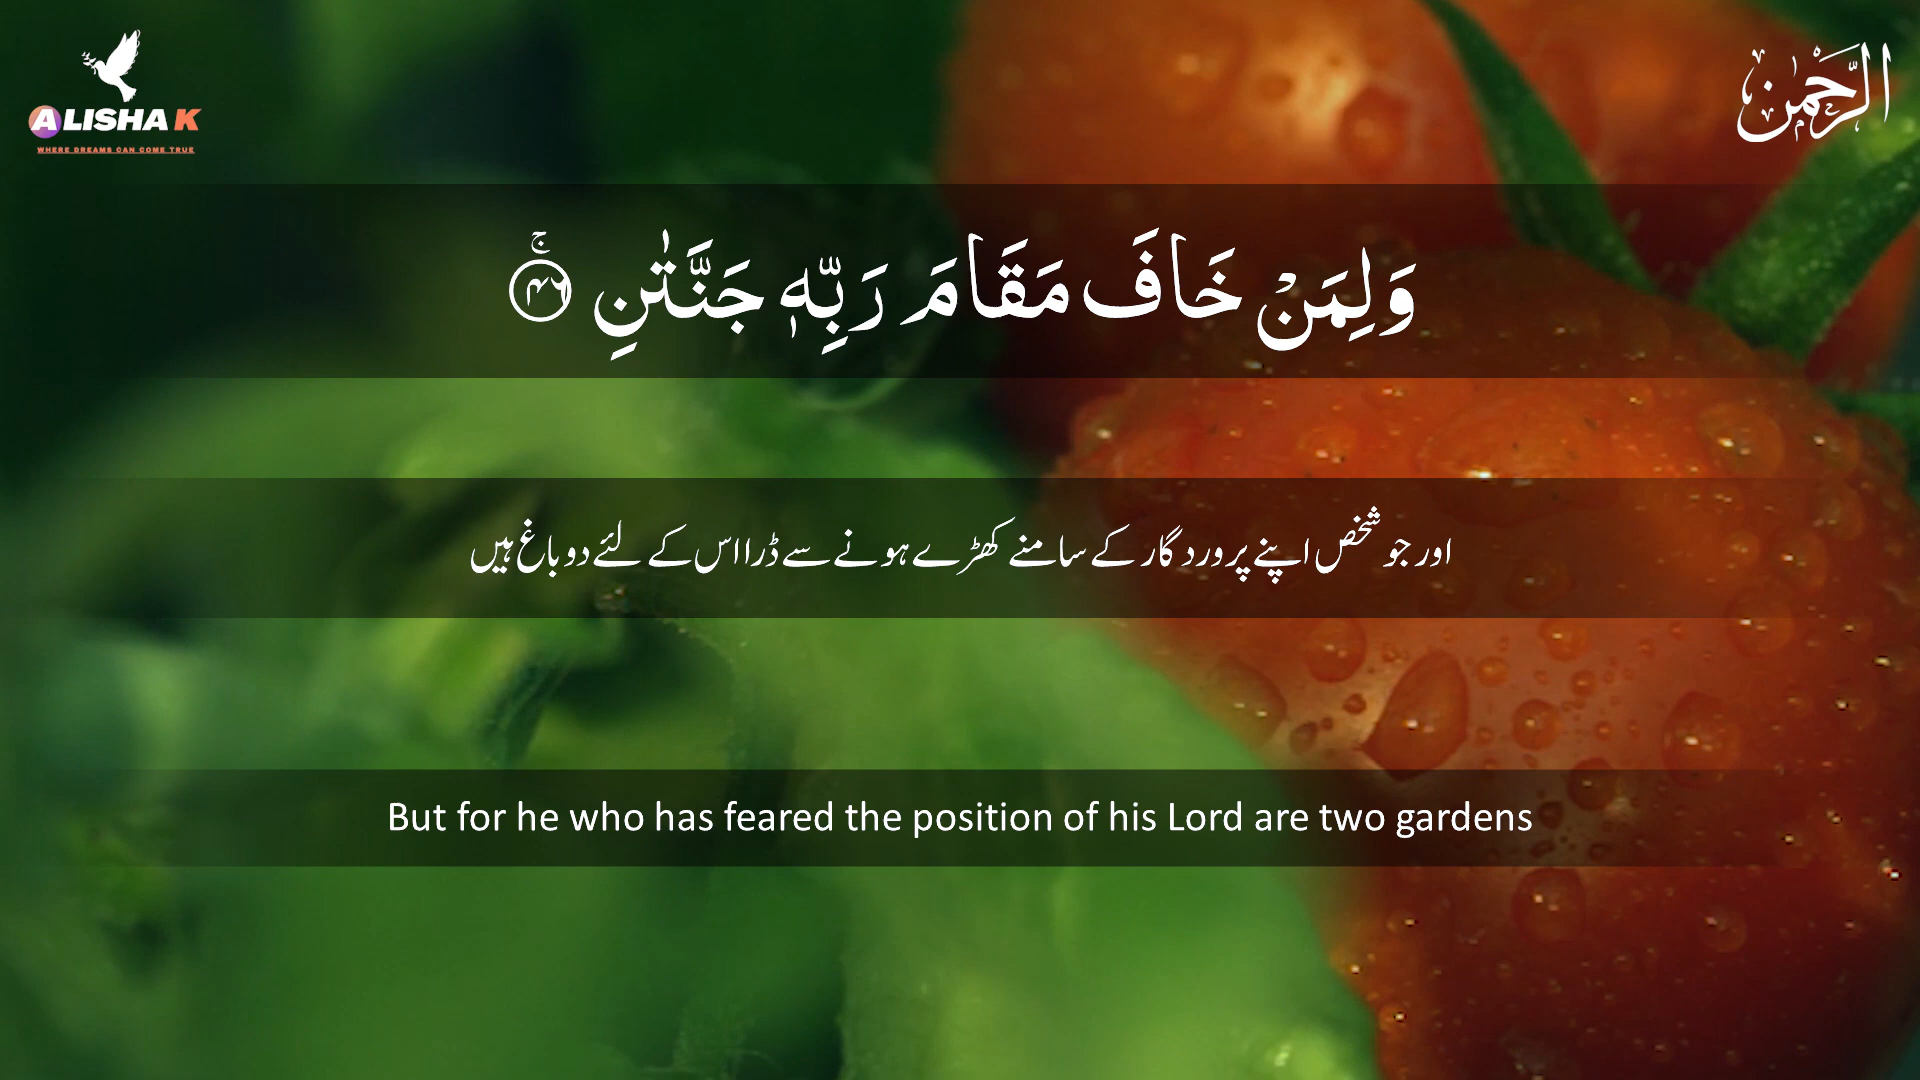 ALISHA K
WHERE DREAMS CAN COME TRUE
الرَّحْمٰن
وَلِمَنْ خَافَ مَقَامَ رَبِّهٖ جَنَّتٰنِ ۚ‏﴿۴۶﴾
اور جو شخص اپنے پروردگار کے سامنے کھڑے ہونے سے ڈرا اس کے لئے دو باغ ہیں
But for he who has feared the position of his Lord are two gardens